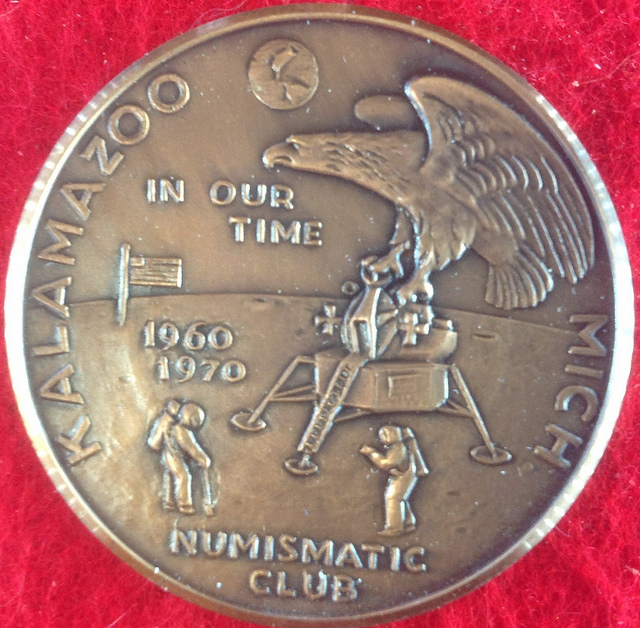 KALAMAZOO
MICH
IN OUR
TIME
1960
1970
NUMISMATIC
CLUB